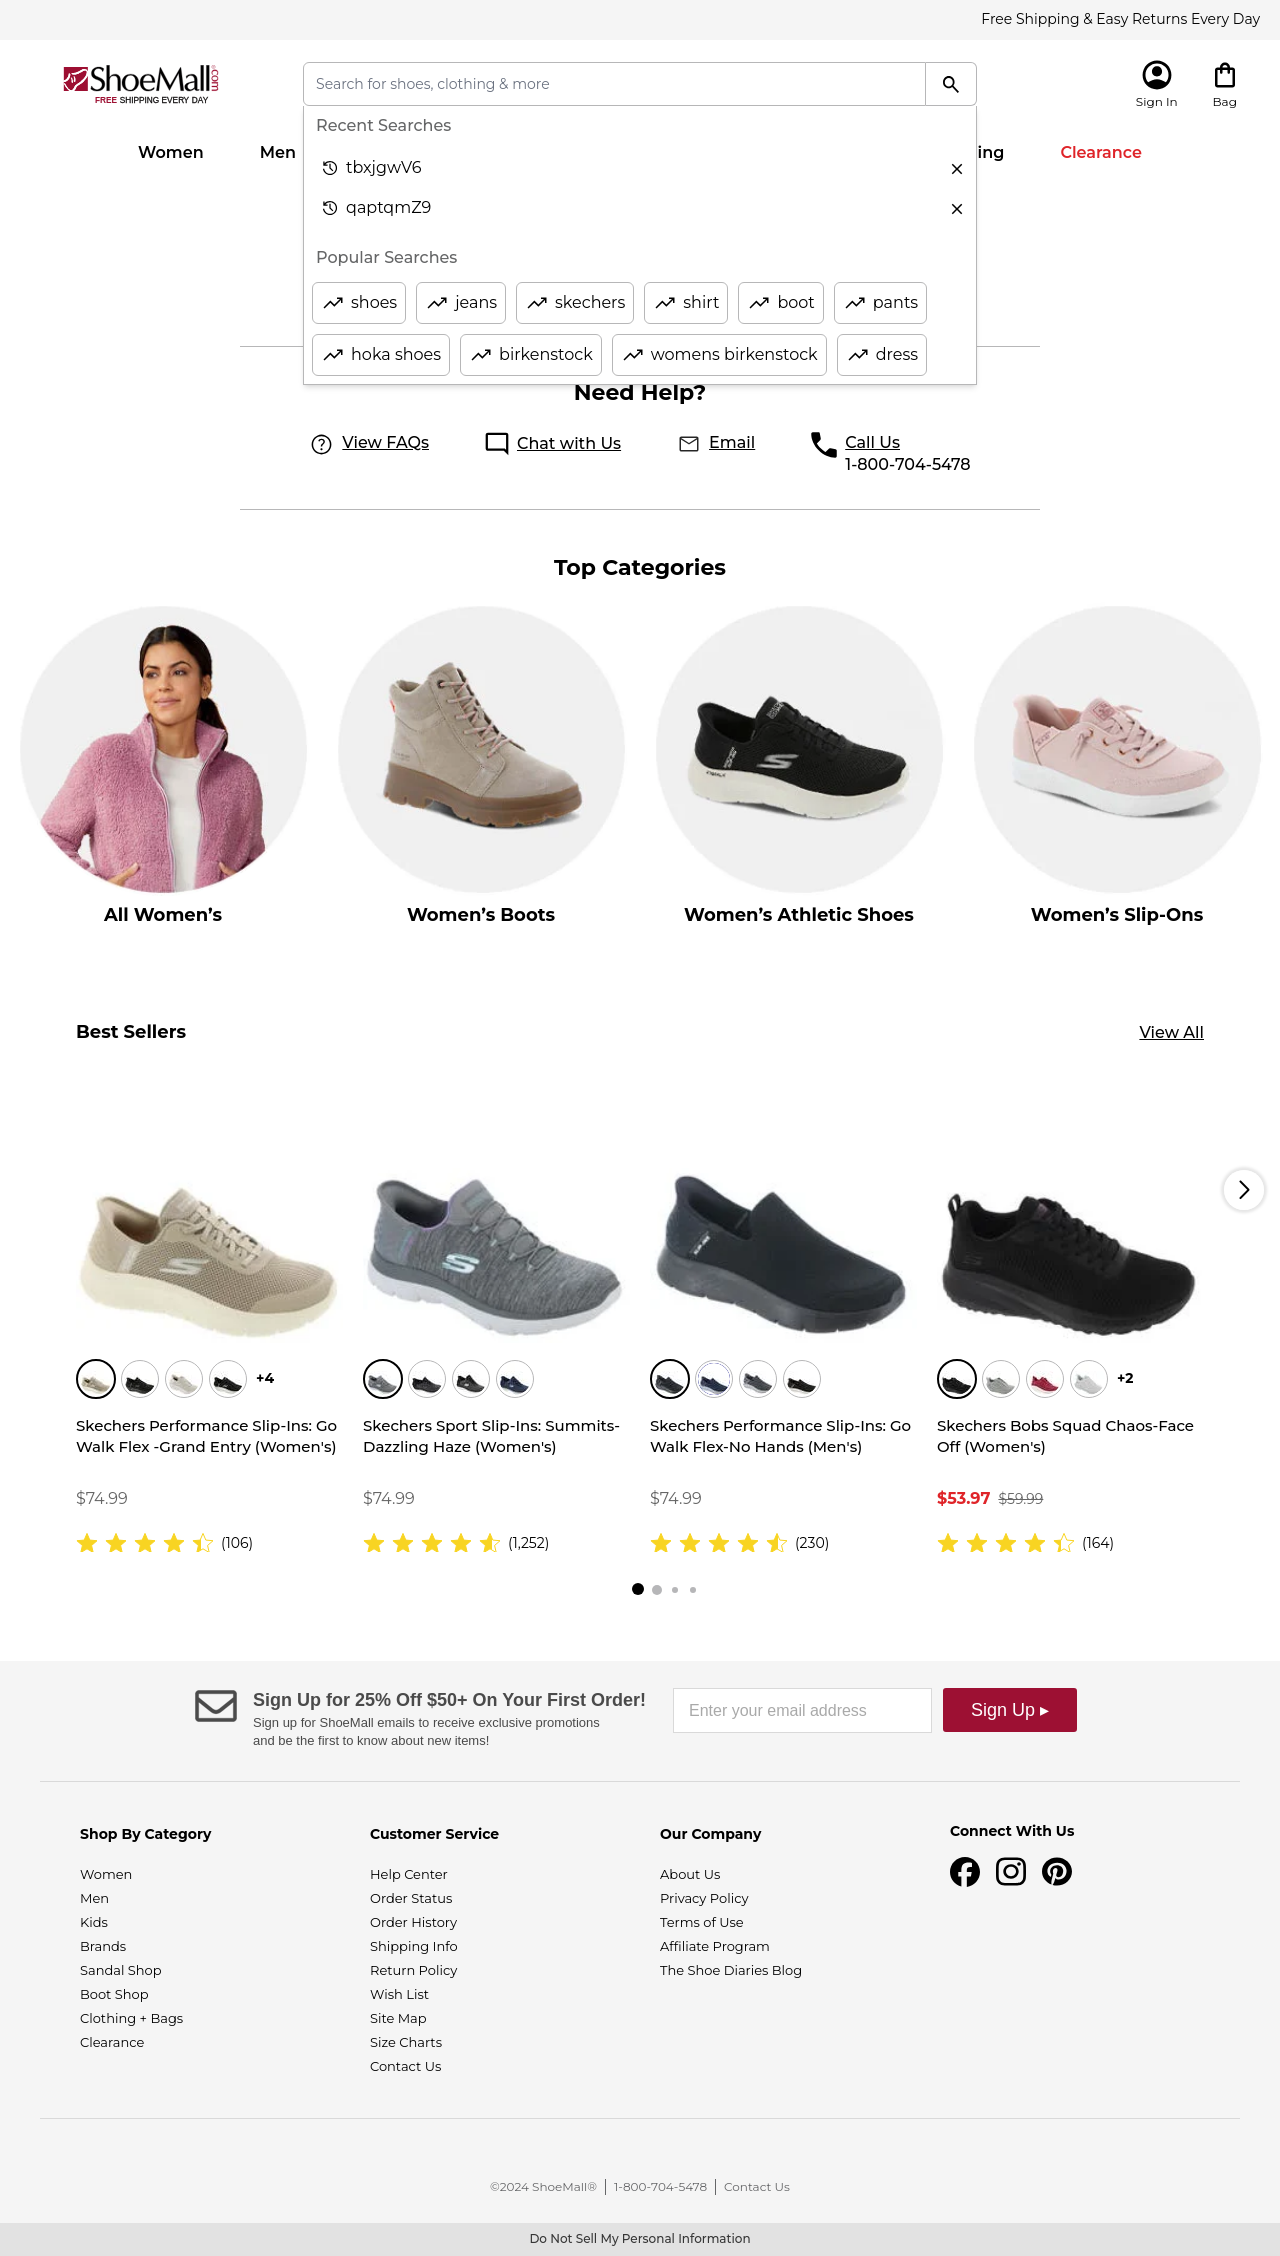 Free Shipping & Easy Returns Every Day
ShoeMall.com
FREE SHIPPING EVERY DAY
Search for shoes, clothing & more
Sign In
Bag
Women
Men
ing
Clearance
Recent Searches
tbxjgwV6
qaptqmZ9
Popular Searches
shoes
jeans
skechers
shirt
boot
pants
hoka shoes
birkenstock
womens birkenstock
dress
Need Help?
View FAQs
Chat with Us
Email
Call Us
1-800-704-5478
Top Categories
All Women’s
Women’s Boots
Women’s Athletic Shoes
Women’s Slip-Ons
Best Sellers
View All
+4
+2
Skechers Performance Slip-Ins: Go
Walk Flex -Grand Entry (Women's)
$74.99
(106)
Skechers Sport Slip-Ins: Summits-
Dazzling Haze (Women's)
$74.99
(1,252)
Skechers Performance Slip-Ins: Go
Walk Flex-No Hands (Men's)
$74.99
(230)
Skechers Bobs Squad Chaos-Face
Off (Women's)
$53.97 $59.99
(164)
Sign Up for 25% Off $50+ On Your First Order!
Sign up for ShoeMall emails to receive exclusive promotions
and be the first to know about new items!
Enter your email address
Sign Up ▸
Shop By Category
Women
Men
Kids
Brands
Sandal Shop
Boot Shop
Clothing + Bags
Clearance
Customer Service
Help Center
Order Status
Order History
Shipping Info
Return Policy
Wish List
Site Map
Size Charts
Contact Us
Our Company
About Us
Privacy Policy
Terms of Use
Affiliate Program
The Shoe Diaries Blog
Connect With Us
©2024 ShoeMall® | 1-800-704-5478 | Contact Us
Do Not Sell My Personal Information